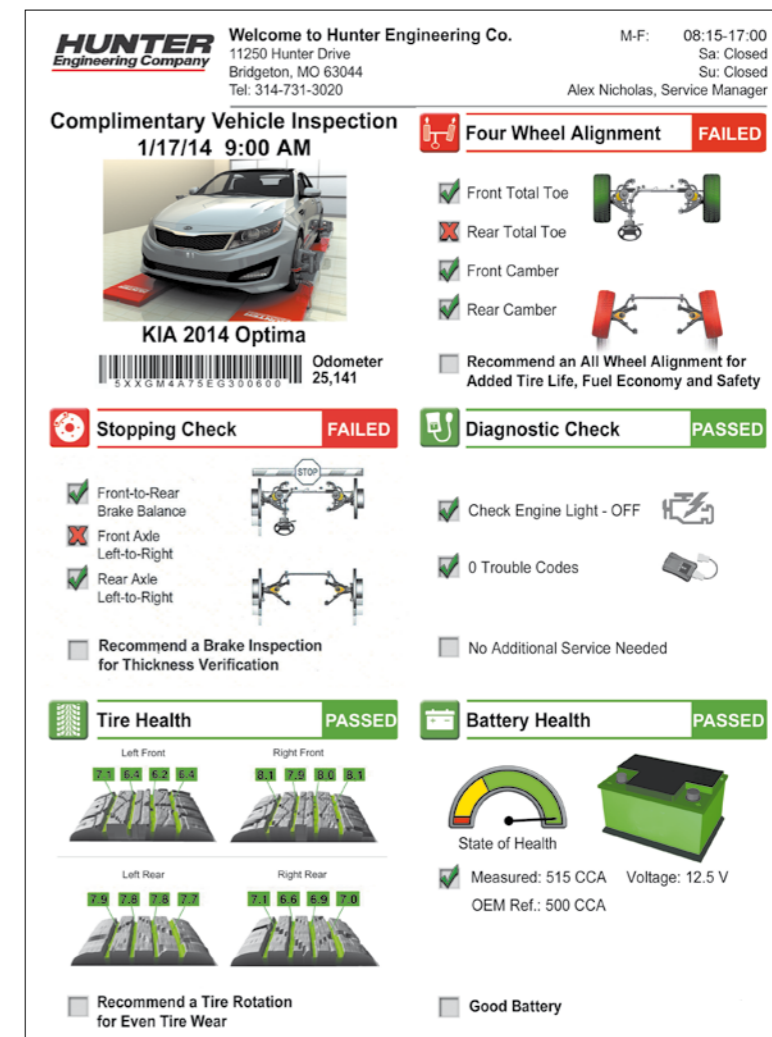 HUNTER
Engineering Company
Welcome to Hunter Engineering Co.
11250 Hunter Drive
Bridgeton, MO 63044
Tel: 314-731-3020
M-F: 08:15-17:00
Sa: Closed
Su: Closed
Alex Nicholas, Service Manager
Complimentary Vehicle Inspection
1/17/14 9:00 AM
KIA 2014 Optima
5XXGM4A75EG300600
Odometer
25,141
Four Wheel Alignment FAILED
Front Total Toe
Rear Total Toe
Front Camber
Rear Camber
Recommend an All Wheel Alignment for
Added Tire Life, Fuel Economy and Safety
Stopping Check FAILED
STOP
Front-to-Rear
Brake Balance
Front Axle
Left-to-Right
Rear Axle
Left-to-Right
Recommend a Brake Inspection
for Thickness Verification
Diagnostic Check PASSED
Check Engine Light - OFF
0 Trouble Codes
No Additional Service Needed
Tire Health PASSED
Left Front Right Front
7.1 6.4 6.2 6.4 8.1 7.9 8.0 8.1
Left Rear Right Rear
7.9 7.8 7.8 7.7 7.1 6.6 6.9 7.0
Recommend a Tire Rotation
for Even Tire Wear
Battery Health PASSED
State of Health
Measured: 515 CCA Voltage: 12.5 V
OEM Ref.: 500 CCA
Good Battery